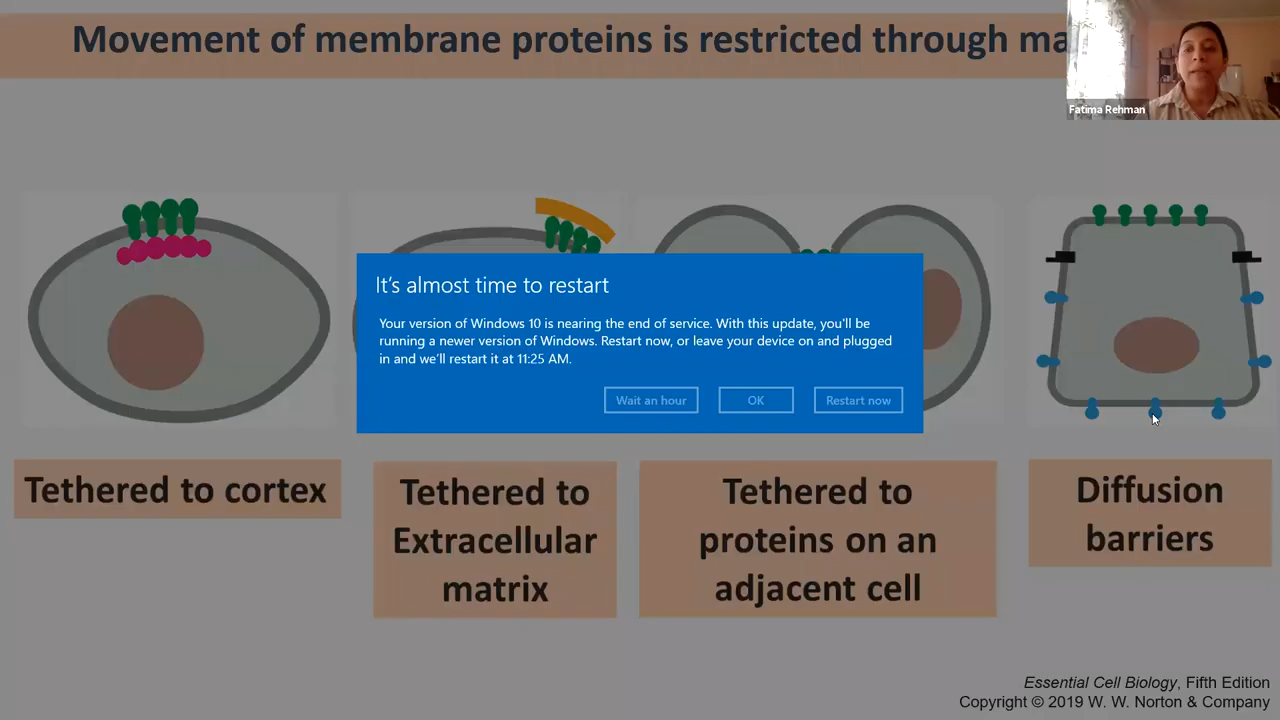 Movement of membrane proteins is restricted through ma
Fatima Rehman
It's almost time to restart
Your version of Windows 10 is nearing the end of service. With this update, you'll be
running a newer version of Windows. Restart now, or leave your device on and plugged
in and we'll restart it at 11:25 AM.
Wait an hour
OK
Restart now
Tethered to cortex
Tethered to
Extracellular
matrix
Tethered to
proteins on an
adjacent cell
Diffusion
barriers
Essential Cell Biology, Fifth Edition
Copyright © 2019 W. W. Norton & Company